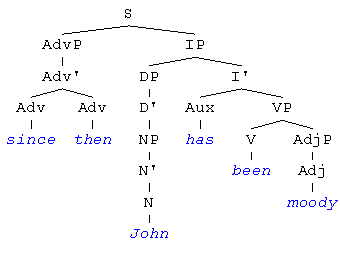 S
AdvP IP
Adv' DP I'
Adv Adv D' Aux VP
since then NP has V AdjP
N' been Adj
N moody
John